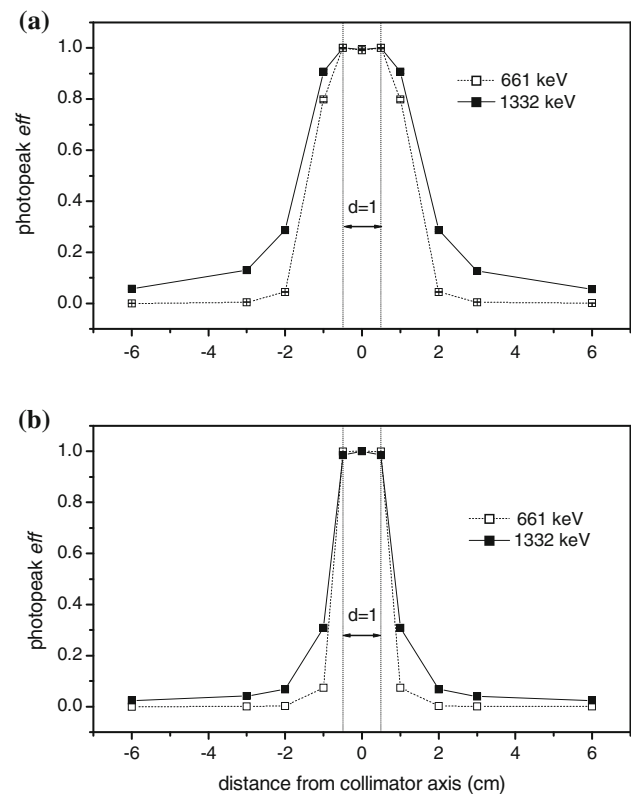 (a)
1.0
0.8
0.6
0.4
0.2
0.0
photopeak eff
661 keV
1332 keV
d=1
-6 -4 -2 0 2 4 6
(b)
1.0
0.8
0.6
0.4
0.2
0.0
photopeak eff
661 keV
1332 keV
d=1
-6 -4 -2 0 2 4 6
distance from collimator axis (cm)